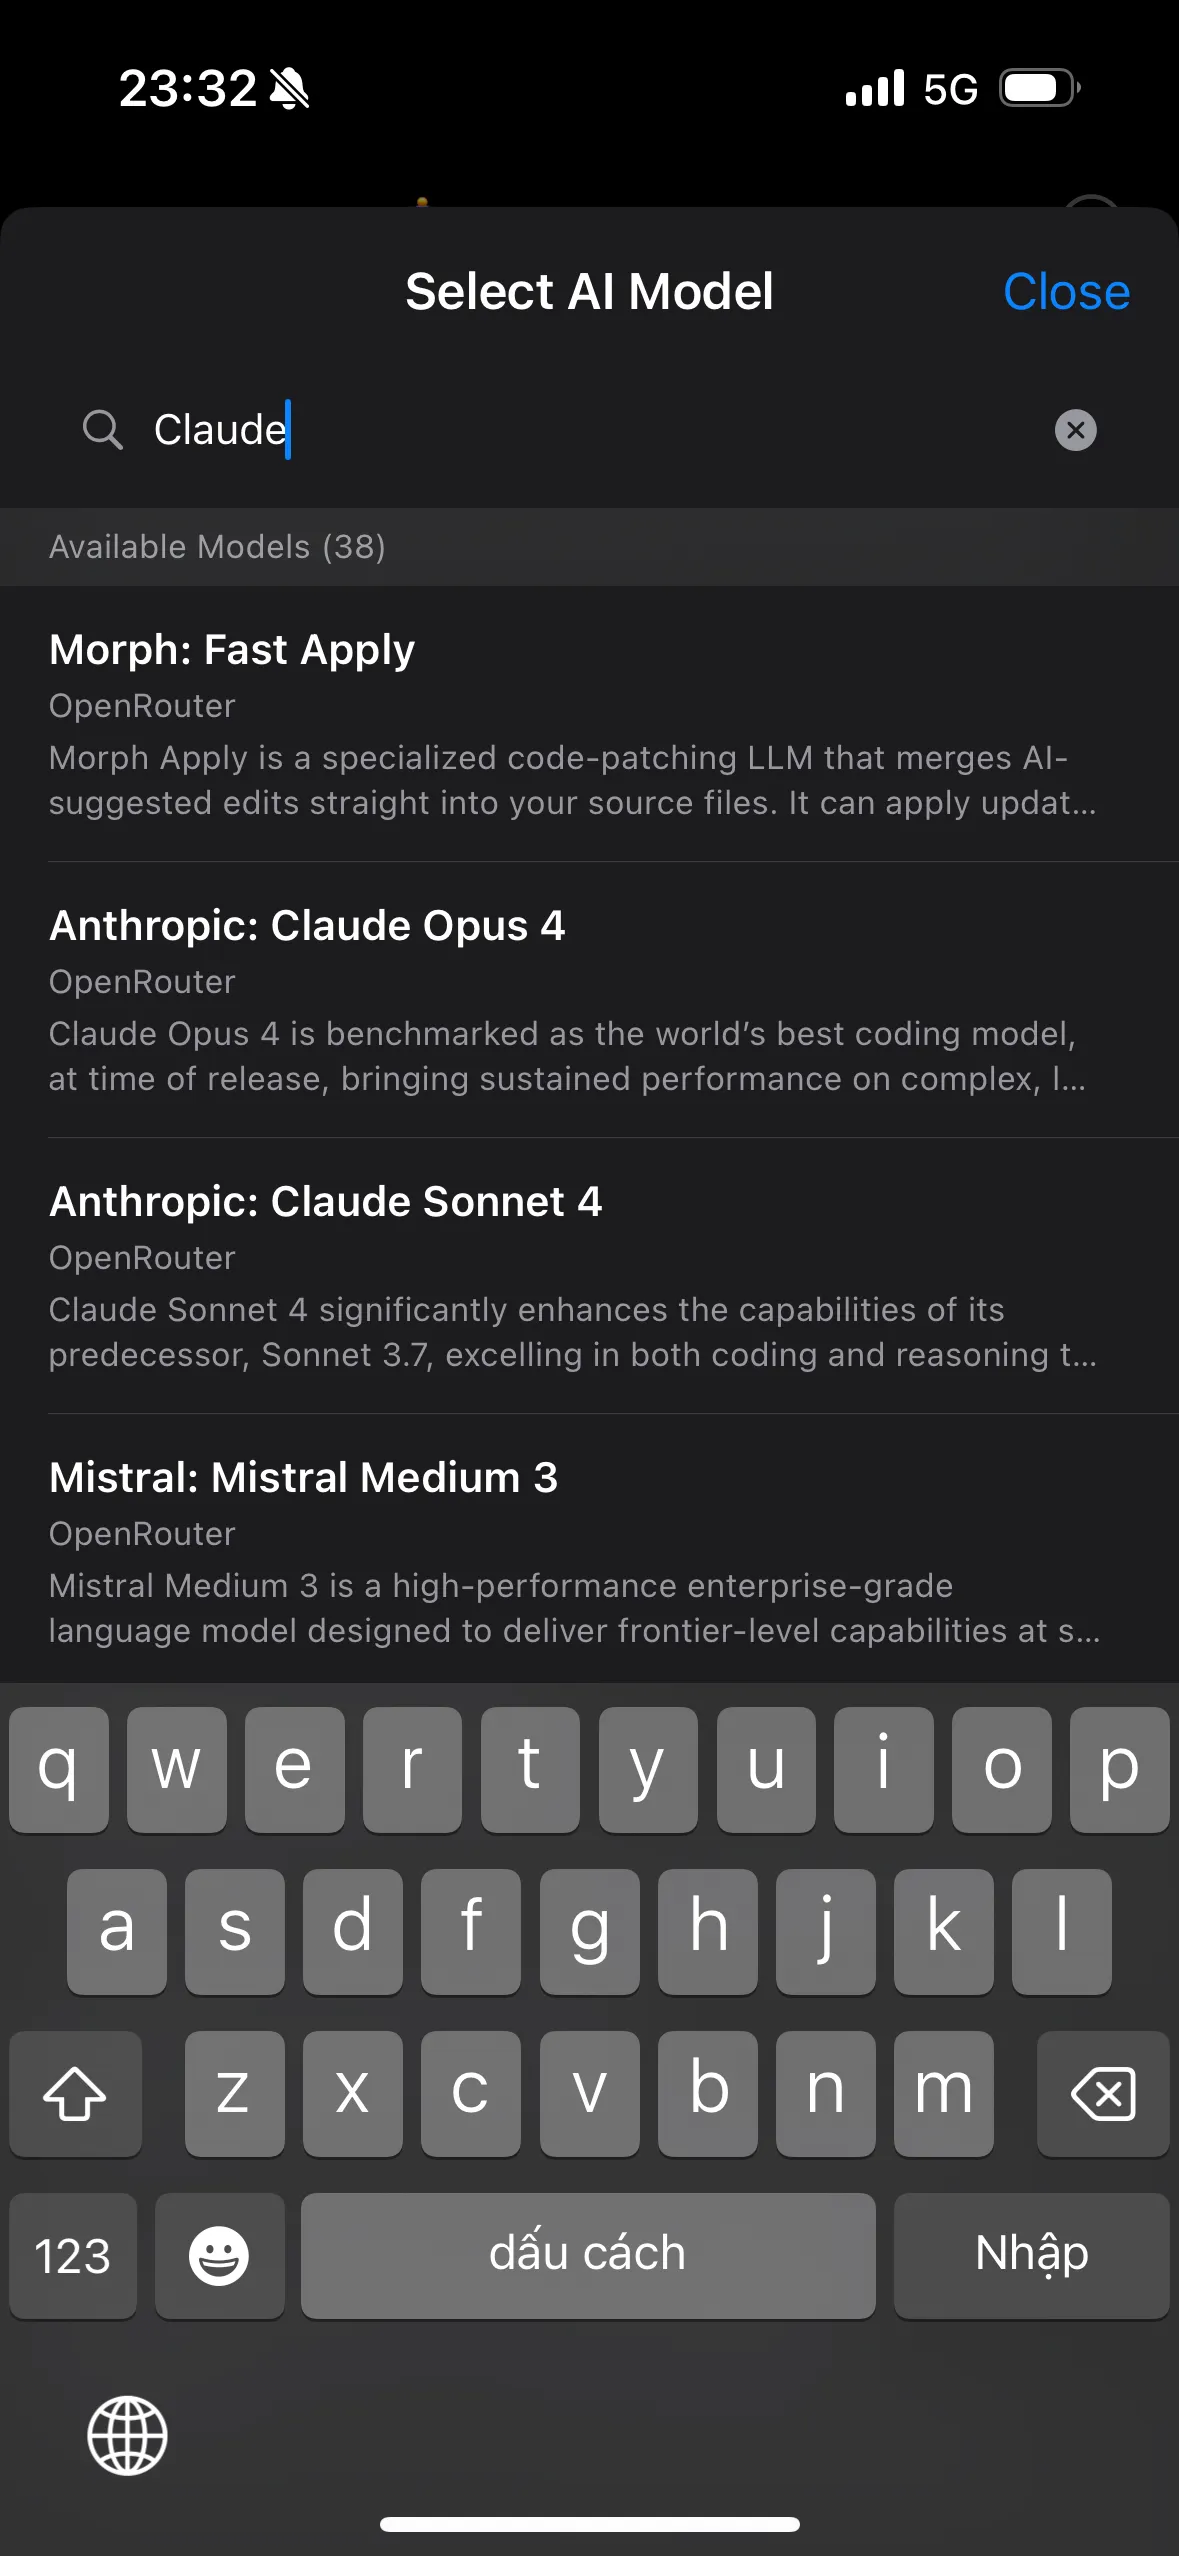 23:32
5G
Select AI Model
Close
Claude
Available Models (38)
Morph: Fast Apply
OpenRouter
Morph Apply is a specialized code-patching LLM that merges AI-
suggested edits straight into your source files. It can apply updat...
Anthropic: Claude Opus 4
OpenRouter
Claude Opus 4 is benchmarked as the world’s best coding model,
at time of release, bringing sustained performance on complex, l...
Anthropic: Claude Sonnet 4
OpenRouter
Claude Sonnet 4 significantly enhances the capabilities of its
predecessor, Sonnet 3.7, excelling in both coding and reasoning t...
Mistral: Mistral Medium 3
OpenRouter
Mistral Medium 3 is a high-performance enterprise-grade
language model designed to deliver frontier-level capabilities at s...
q w e r t y u i o p
a s d f g h j k l
z x c v b n m
123 dấu cách Nhập